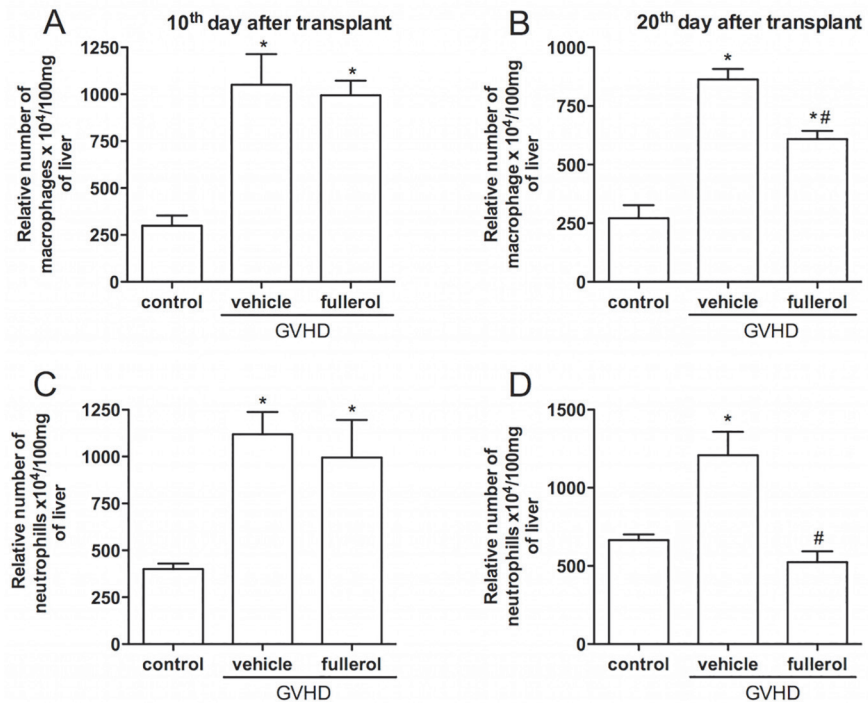 A
10th day after transplant
Relative number of
macrophages x 10⁴/100mg
of liver
1250
1000
750
500
250
0
*
*
control
vehicle
fullerol
GVHD
B
20th day after transplant
Relative number of
macrophage x 10⁴/100mg
of liver
1000
750
500
250
0
*
*#
control
vehicle
fullerol
GVHD
C
Relative number of
neutrophills x10⁴/100mg
of liver
1250
1000
750
500
250
0
*
*
control
vehicle
fullerol
GVHD
D
Relative number of
neutrophills x10⁴/100mg
of liver
1500
1000
500
0
*
#
control
vehicle
fullerol
GVHD